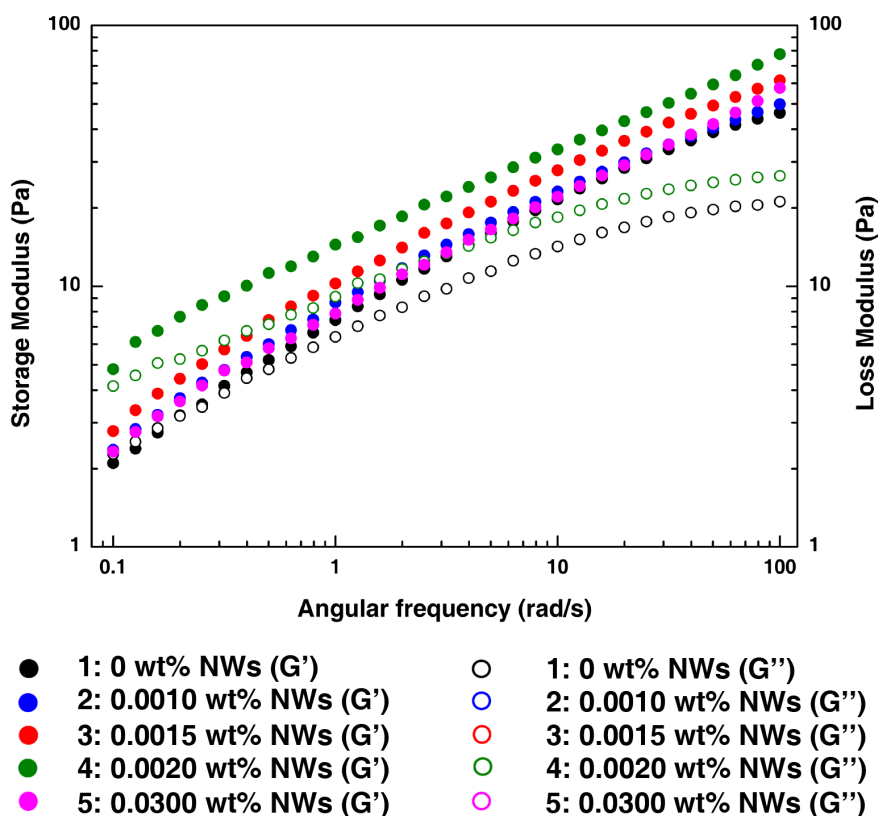 100
100
10
10
1
1
0.1
1
10
100
Storage Modulus (Pa)
Loss Modulus (Pa)
Angular frequency (rad/s)
1: 0 wt% NWs (G’)
1: 0 wt% NWs (G’’)
2: 0.0010 wt% NWs (G’)
2: 0.0010 wt% NWs (G’’)
3: 0.0015 wt% NWs (G’)
3: 0.0015 wt% NWs (G’’)
4: 0.0020 wt% NWs (G’)
4: 0.0020 wt% NWs (G’’)
5: 0.0300 wt% NWs (G’)
5: 0.0300 wt% NWs (G’’)